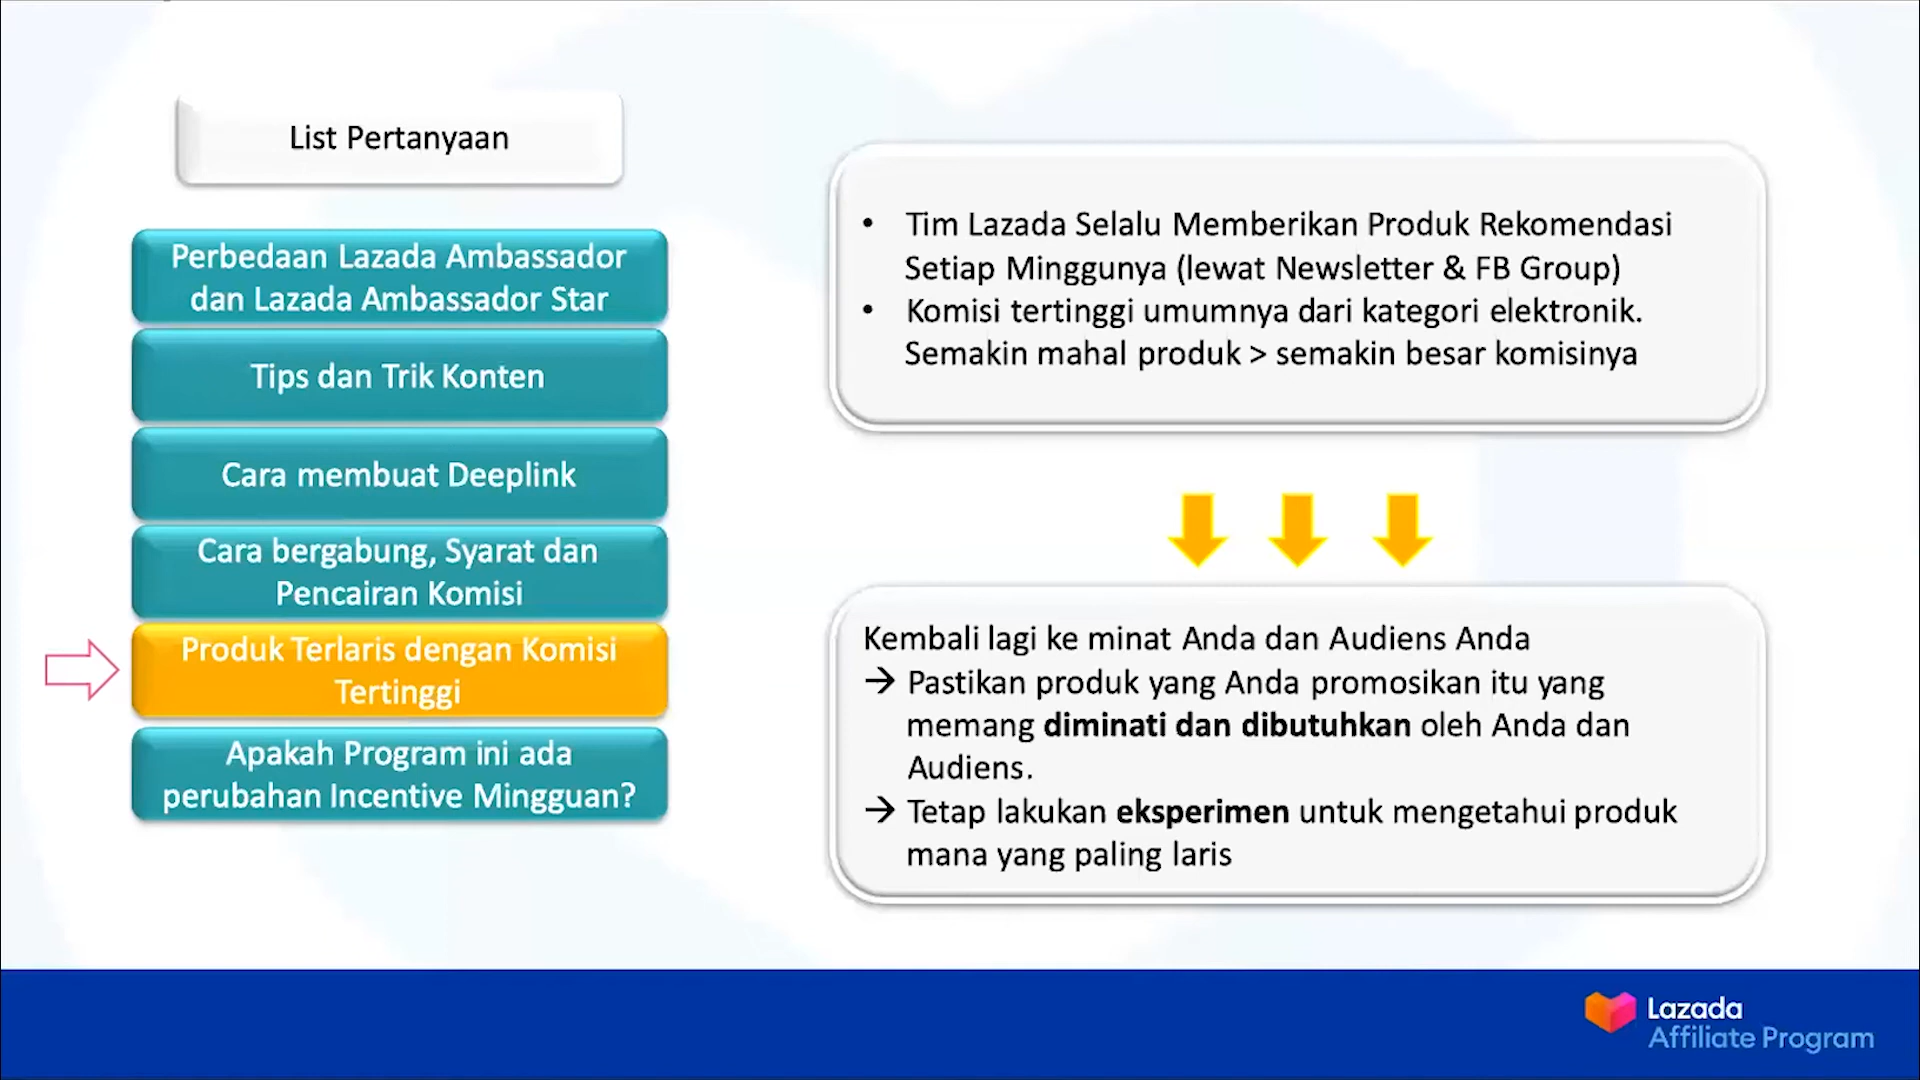 List Pertanyaan
Perbedaan Lazada Ambassador
dan Lazada Ambassador Star
Tips dan Trik Konten
Cara membuat Deeplink
Cara bergabung, Syarat dan
Pencairan Komisi
Produk Terlaris dengan Komisi
Tertinggi
Apakah Program ini ada
perubahan Incentive Mingguan?
• Tim Lazada Selalu Memberikan Produk Rekomendasi
Setiap Minggunya (lewat Newsletter & FB Group)
• Komisi tertinggi umumnya dari kategori elektronik.
Semakin mahal produk > semakin besar komisinya
Kembali lagi ke minat Anda dan Audiens Anda
→ Pastikan produk yang Anda promosikan itu yang
memang diminati dan dibutuhkan oleh Anda dan
Audiens.
→ Tetap lakukan eksperimen untuk mengetahui produk
mana yang paling laris
Lazada
Affiliate Program